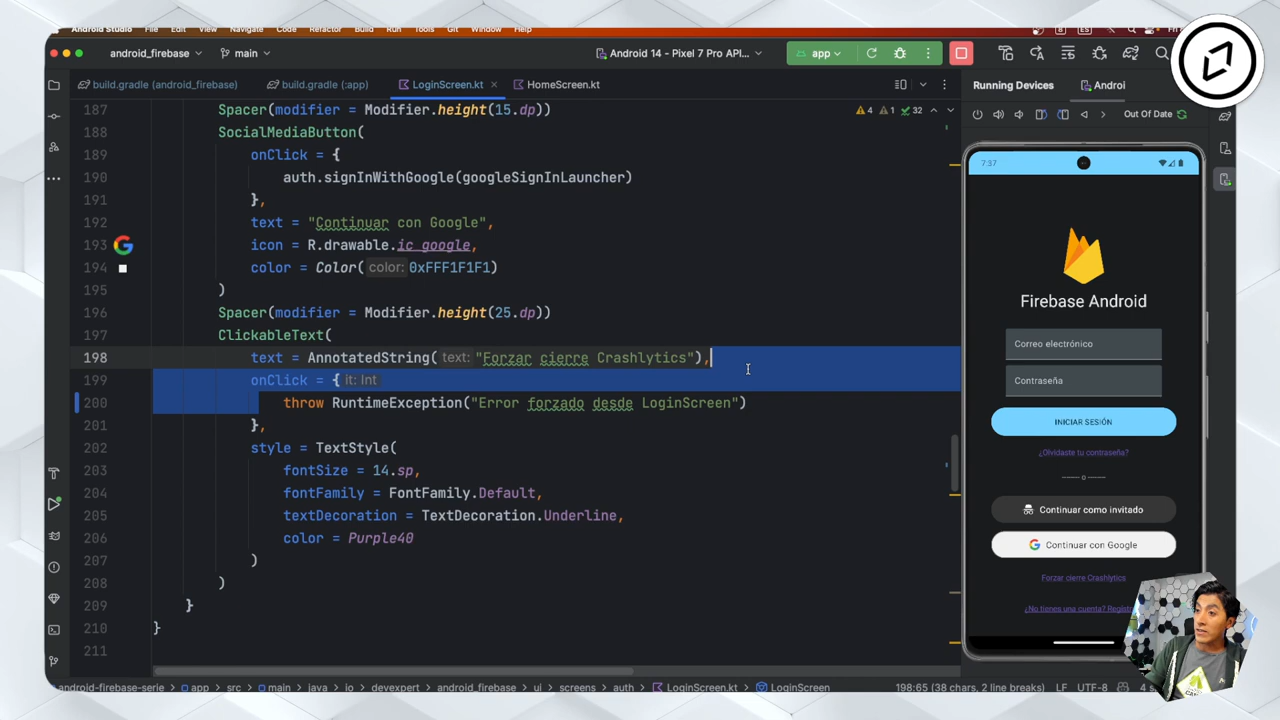 Android Studio File Edit View Navigate Code Refactor Build Run Tools Git Window Help
android_firebase main Android 14 - Pixel 7 Pro API... app
build.gradle (android_firebase) build.gradle (:app) LoginScreen.kt HomeScreen.kt
Running Devices Androi
Out Of Date
4 1 32
187 Spacer(modifier = Modifier.height(15.dp))
188 SocialMediaButton(
189 onClick = {
190 auth.signInWithGoogle(googleSignInLauncher)
191 },
192 text = "Continuar con Google",
193 icon = R.drawable.ic_google,
194 color = Color( color: 0xFFF1F1F1)
195 )
196 Spacer(modifier = Modifier.height(25.dp))
197 ClickableText(
198 text = AnnotatedString( text: "Forzar cierre Crashlytics"),
199 onClick = { it: Int
200 throw RuntimeException("Error forzado desde LoginScreen")
201 },
202 style = TextStyle(
203 fontSize = 14.sp,
204 fontFamily = FontFamily.Default,
205 textDecoration = TextDecoration.Underline,
206 color = Purple40
207 )
208 )
209 }
210 }
211
7:37
Firebase Android
Correo electrónico
Contraseña
INICIAR SESIÓN
¿Olvidaste tu contraseña?
o
Continuar como invitado
Continuar con Google
Forzar cierre Crashlytics
¿No tienes una cuenta? Regístra
android-firebase-serie app src main java io devexpert android_firebase ui screens auth LoginScreen.kt LoginScreen 198:65 (38 chars, 2 line breaks) LF UTF-8